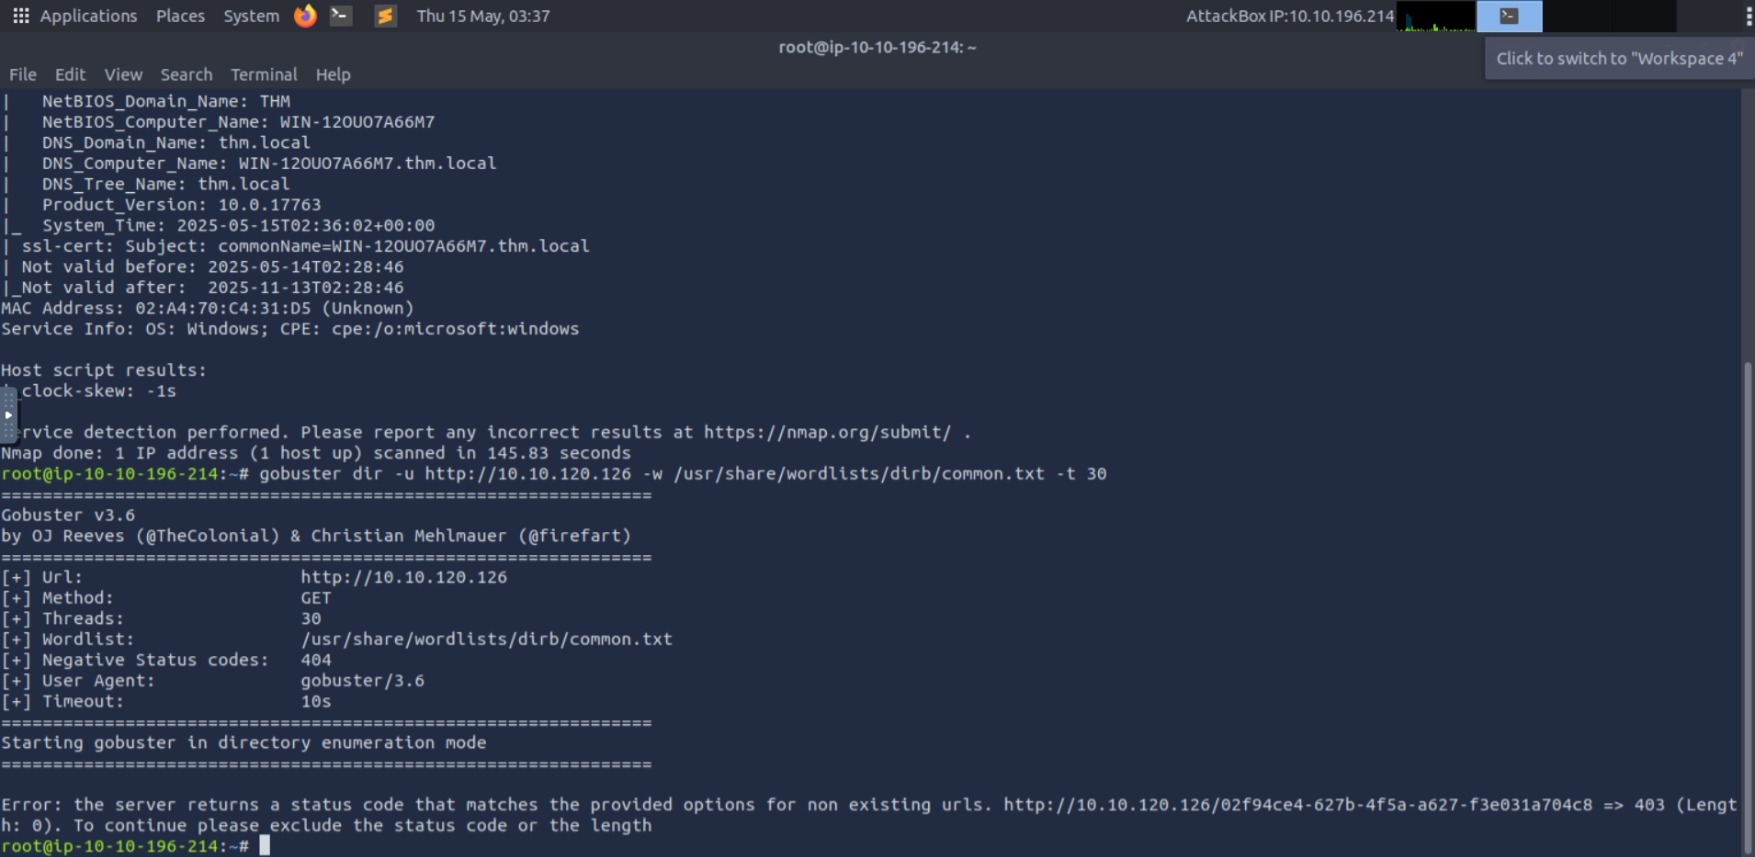 Applications Places System Thu 15 May, 03:37 AttackBox IP:10.10.196.214
root@ip-10-10-196-214: ~
Click to switch to "Workspace 4"
File Edit View Search Terminal Help
|   NetBIOS_Domain_Name: THM
|   NetBIOS_Computer_Name: WIN-12OUO7A66M7
|   DNS_Domain_Name: thm.local
|   DNS_Computer_Name: WIN-12OUO7A66M7.thm.local
|   DNS_Tree_Name: thm.local
|   Product_Version: 10.0.17763
|_  System_Time: 2025-05-15T02:36:02+00:00
| ssl-cert: Subject: commonName=WIN-12OUO7A66M7.thm.local
| Not valid before: 2025-05-14T02:28:46
|_Not valid after:  2025-11-13T02:28:46
MAC Address: 02:A4:70:C4:31:D5 (Unknown)
Service Info: OS: Windows; CPE: cpe:/o:microsoft:windows
Host script results:
_clock-skew: -1s
ervice detection performed. Please report any incorrect results at https://nmap.org/submit/ .
Nmap done: 1 IP address (1 host up) scanned in 145.83 seconds
root@ip-10-10-196-214:~# gobuster dir -u http://10.10.120.126 -w /usr/share/wordlists/dirb/common.txt -t 30
===============================================================
Gobuster v3.6
by OJ Reeves (@TheColonial) & Christian Mehlmauer (@firefart)
===============================================================
[+] Url:                     http://10.10.120.126
[+] Method:                  GET
[+] Threads:                 30
[+] Wordlist:                /usr/share/wordlists/dirb/common.txt
[+] Negative Status codes:   404
[+] User Agent:              gobuster/3.6
[+] Timeout:                 10s
===============================================================
Starting gobuster in directory enumeration mode
===============================================================
Error: the server returns a status code that matches the provided options for non existing urls. http://10.10.120.126/02f94ce4-627b-4f5a-a627-f3e031a704c8 => 403 (Lengt
h: 0). To continue please exclude the status code or the length
root@ip-10-10-196-214:~#